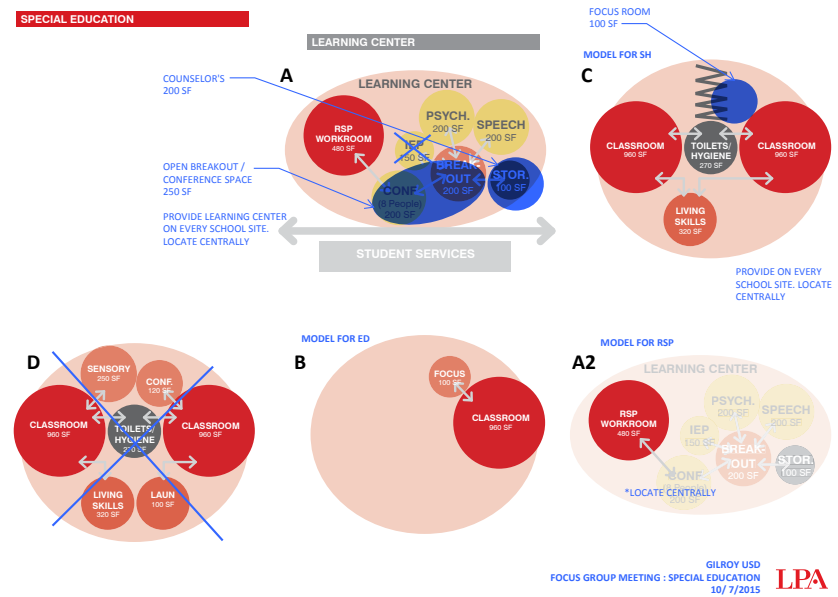 SPECIAL EDUCATION
LEARNING CENTER
FOCUS ROOM
100 SF
MODEL FOR SH
COUNSELOR'S
200 SF
A
LEARNING CENTER
RSP
WORKROOM
480 SF
PSYCH.
200 SF
SPEECH
200 SF
IEP
150 SF
BREAK-
OUT
200 SF
STOR.
100 SF
CONF.
(8 People)
200 SF
OPEN BREAKOUT /
CONFERENCE SPACE
250 SF
PROVIDE LEARNING CENTER
ON EVERY SCHOOL SITE.
LOCATE CENTRALLY
STUDENT SERVICES
C
CLASSROOM
960 SF
TOILETS/
HYGIENE
270 SF
CLASSROOM
960 SF
LIVING
SKILLS
320 SF
PROVIDE ON EVERY
SCHOOL SITE. LOCATE
CENTRALLY
D
SENSORY
250 SF
CONF.
120 SF
CLASSROOM
960 SF
TOILETS/
HYGIENE
270 SF
CLASSROOM
960 SF
LIVING
SKILLS
320 SF
LAUN
100 SF
MODEL FOR ED
B
FOCUS
100 SF
CLASSROOM
960 SF
A2
MODEL FOR RSP
LEARNING CENTER
RSP
WORKROOM
480 SF
PSYCH.
200 SF
SPEECH
200 SF
IEP
150 SF
BREAK-
OUT
200 SF
STOR.
100 SF
CONF
(8 People)
200 SF
*LOCATE CENTRALLY
GILROY USD
FOCUS GROUP MEETING : SPECIAL EDUCATION
10/ 7/2015
LPA